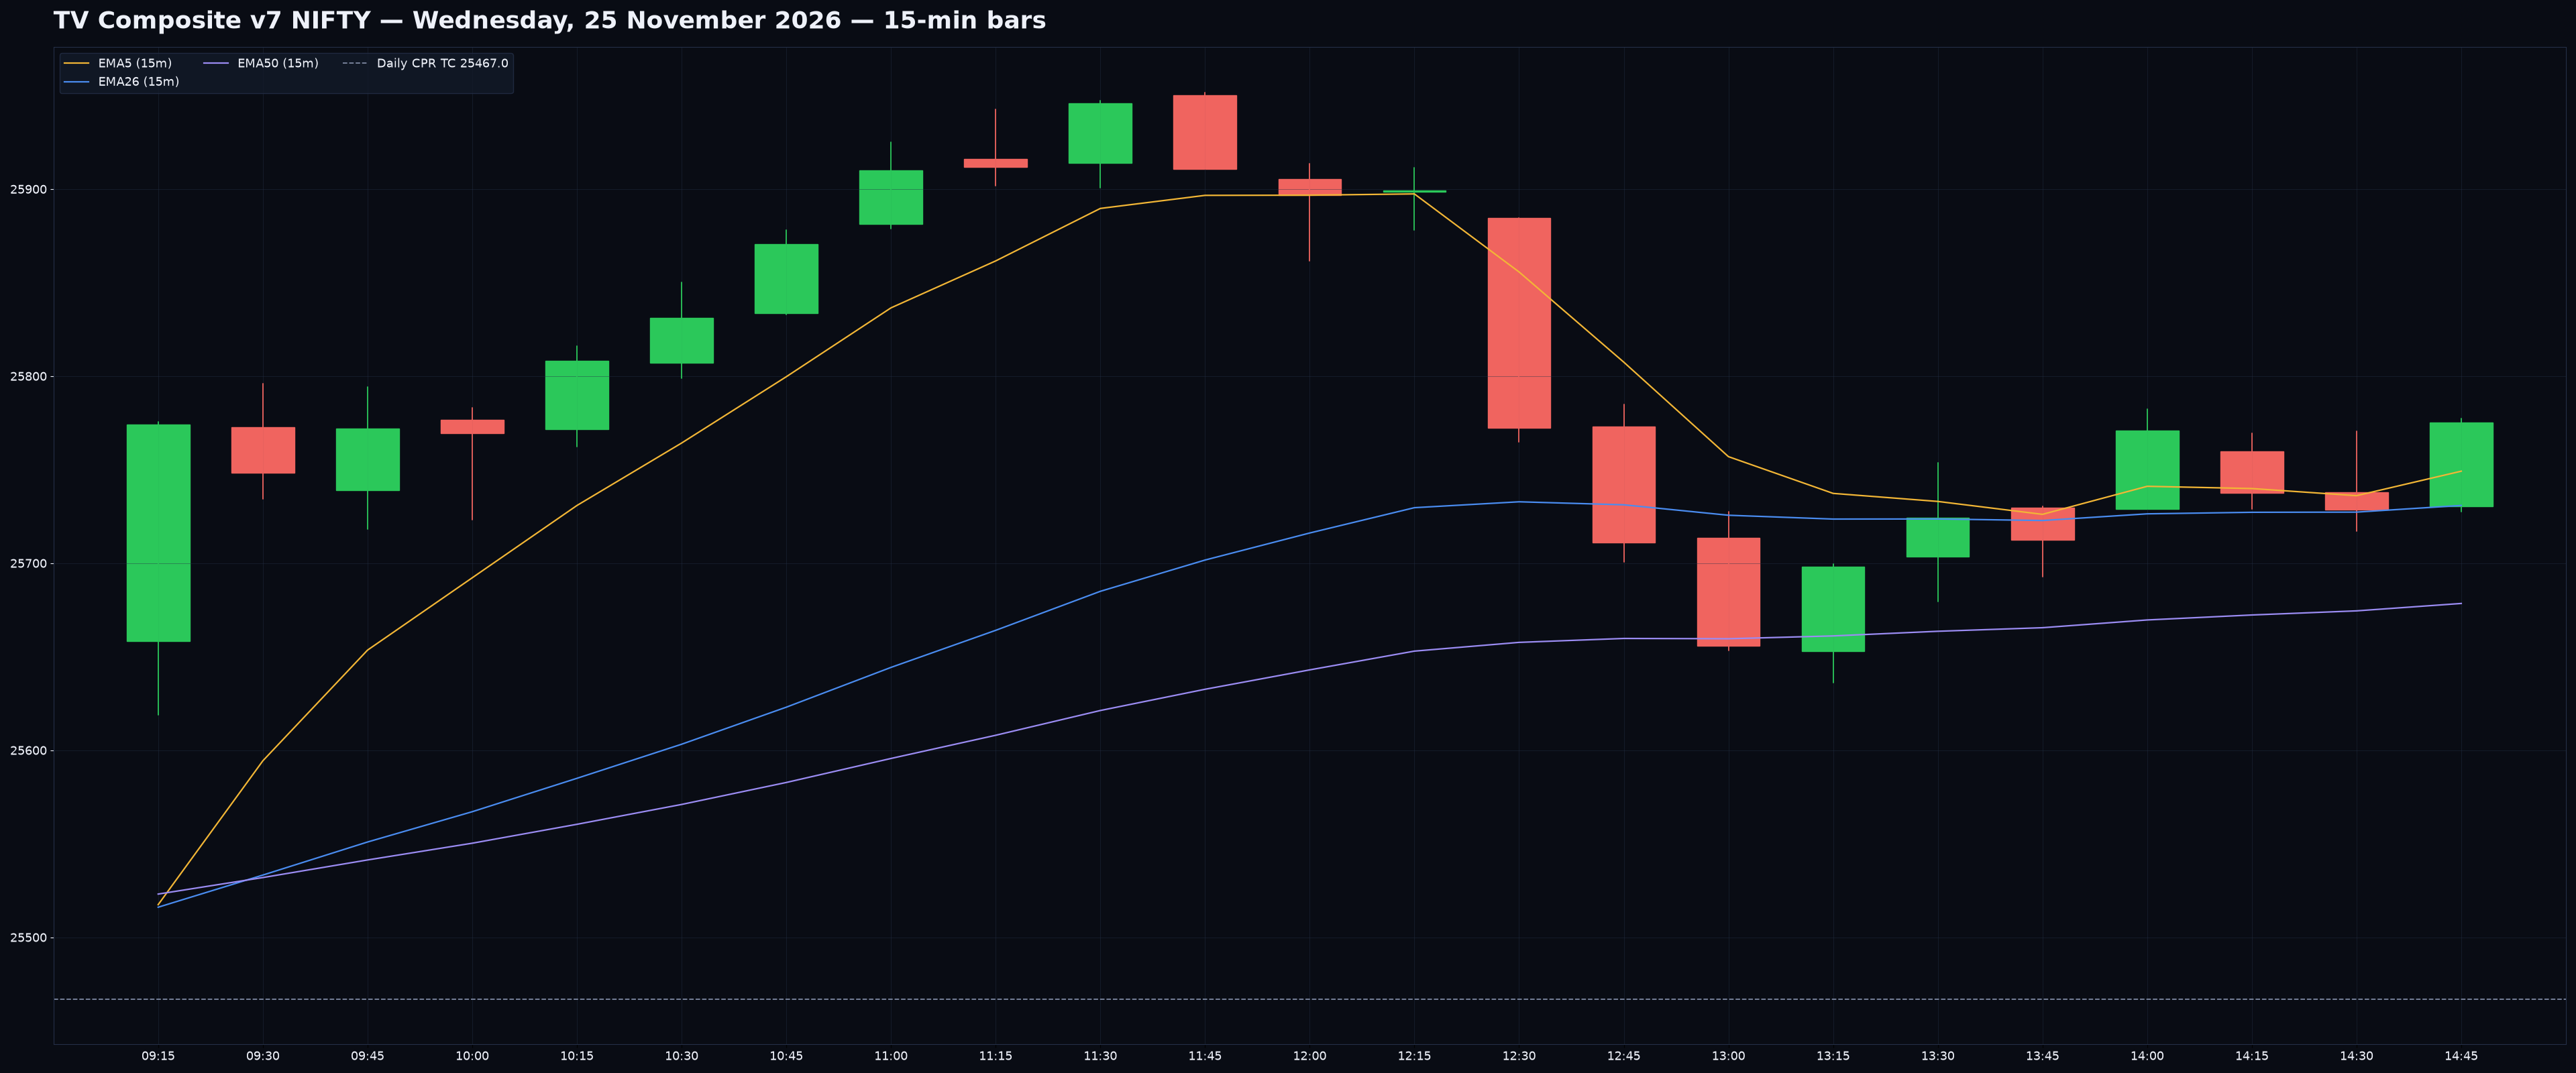 TV Composite v7 NIFTY — Wednesday, 25 November 2026 — 15-min bars
EMA5 (15m) EMA50 (15m) Daily CPR TC 25467.0
EMA26 (15m)
25900
25800
25700
25600
25500
09:15 09:30 09:45 10:00 10:15 10:30 10:45 11:00 11:15 11:30 11:45 12:00 12:15 12:30 12:45 13:00 13:15 13:30 13:45 14:00 14:15 14:30 14:45